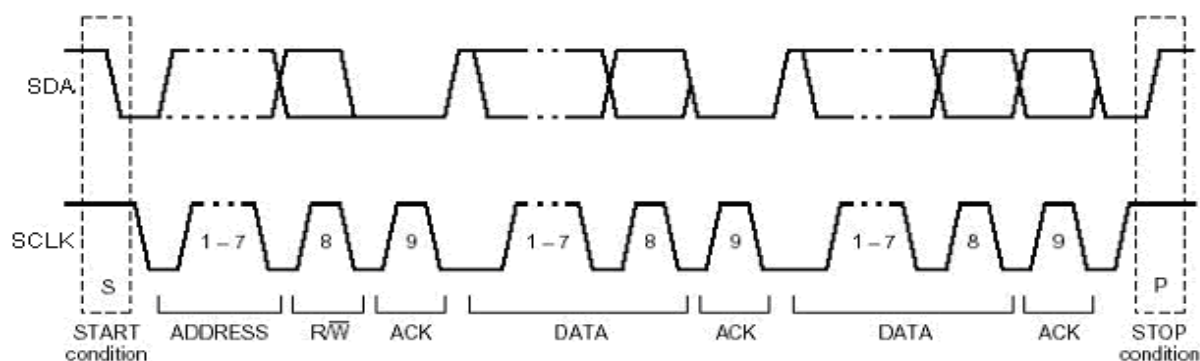 SDA
SCLK
1 – 7 8 9 1 – 7 8 9 1 – 7 8 9
S P
START condition ADDRESS R/W̅ ACK DATA ACK DATA ACK STOP condition